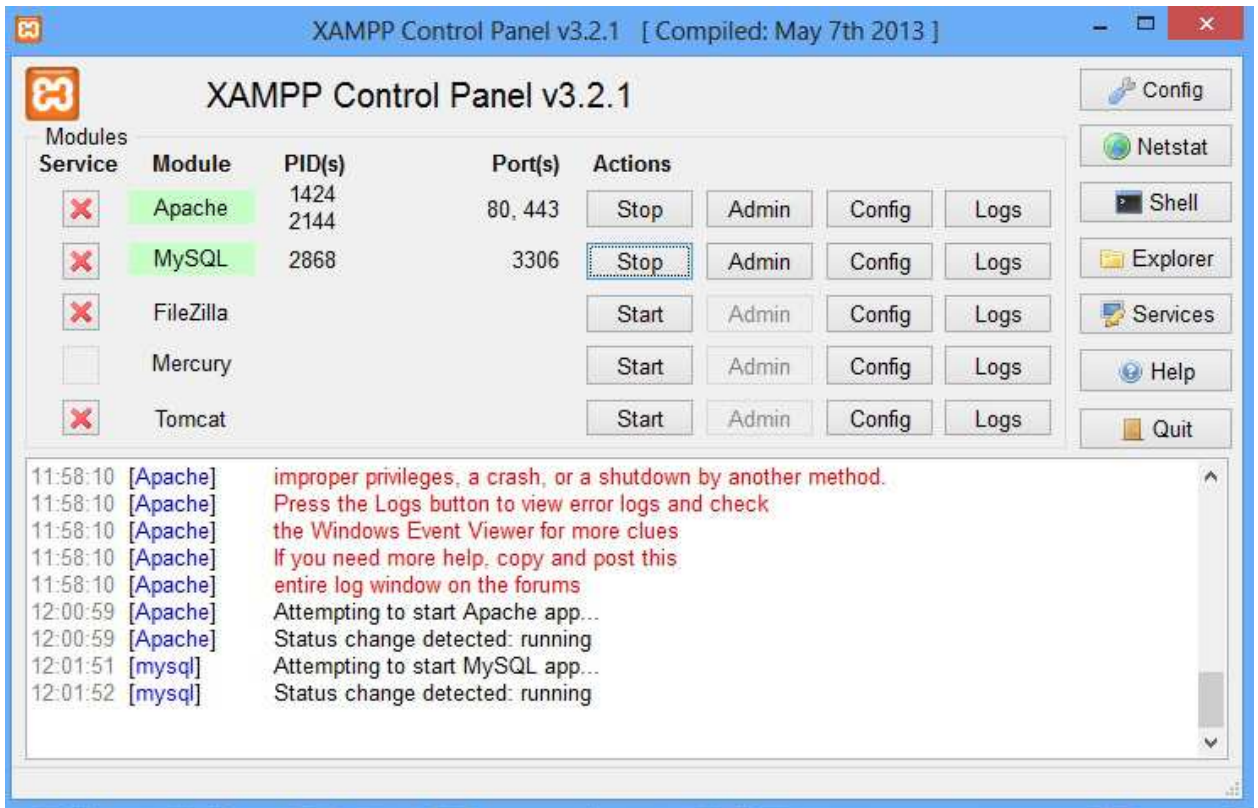 XAMPP Control Panel v3.2.1 [ Compiled: May 7th 2013 ]
XAMPP Control Panel v3.2.1
Config
Netstat
Shell
Explorer
Services
Help
Quit
Modules
Service Module PID(s) Port(s) Actions
Apache 1424 2144 80, 443 Stop Admin Config Logs
MySQL 2868 3306 Stop Admin Config Logs
FileZilla Start Admin Config Logs
Mercury Start Admin Config Logs
Tomcat Start Admin Config Logs
11:58:10 [Apache] improper privileges, a crash, or a shutdown by another method.
11:58:10 [Apache] Press the Logs button to view error logs and check
11:58:10 [Apache] the Windows Event Viewer for more clues
11:58:10 [Apache] If you need more help, copy and post this
11:58:10 [Apache] entire log window on the forums
12:00:59 [Apache] Attempting to start Apache app...
12:00:59 [Apache] Status change detected: running
12:01:51 [mysql] Attempting to start MySQL app...
12:01:52 [mysql] Status change detected: running